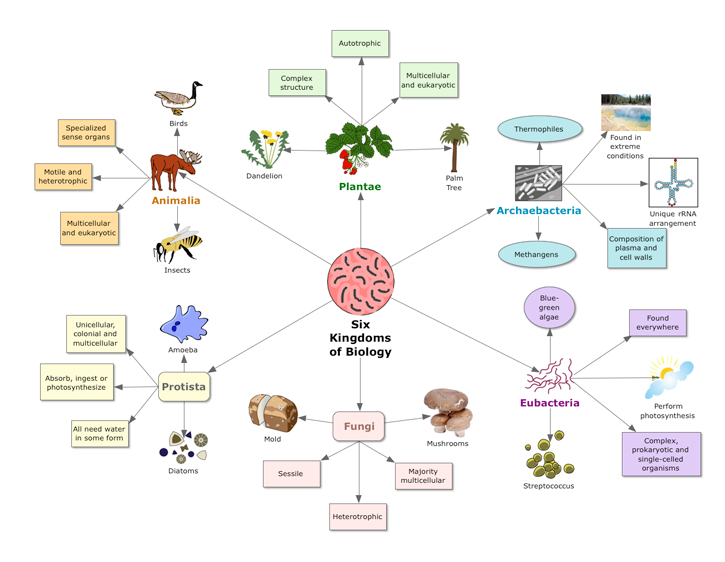 Autotrophic
Complex
structure
Multicellular
and eukaryotic
Dandelion
Plantae
Palm
Tree
Birds
Specialized
sense organs
Motile and
heterotrophic
Animalia
Multicellular
and eukaryotic
Insects
Thermophiles
Found in
extreme
conditions
Archaebacteria
Unique rRNA
arrangement
Methangens
Composition of
plasma and
cell walls
Six
Kingdoms
of Biology
Unicellular,
colonial and
multicellular
Amoeba
Absorb, ingest or
photosynthesize
Protista
All need water
in some form
Diatoms
Mold
Fungi
Mushrooms
Sessile
Majority
multicellular
Heterotrophic
Blue-
green
algae
Found
everywhere
Eubacteria
Perform
photosynthesis
Complex,
prokaryotic and
single-celled
organisms
Streptococcus